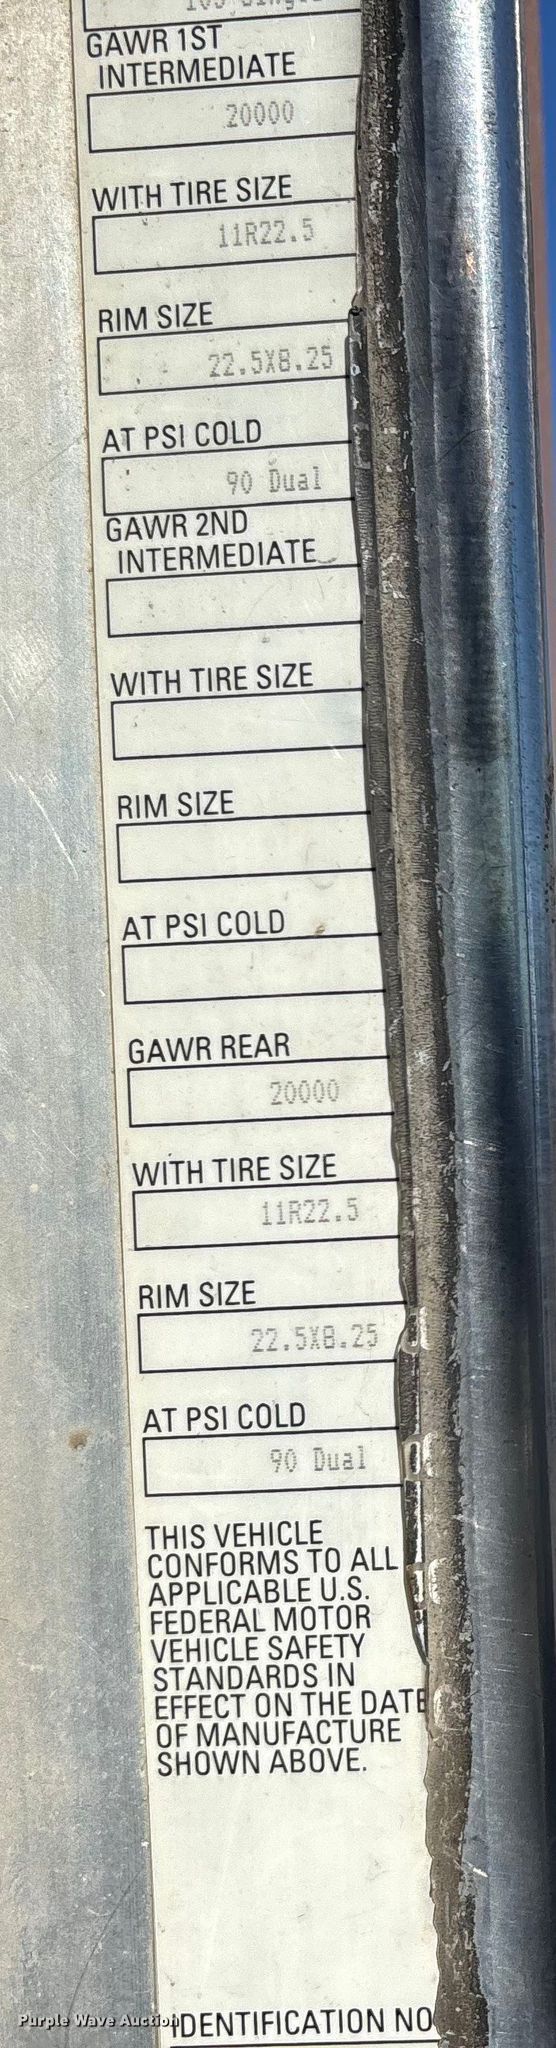 GAWR 1ST
INTERMEDIATE
20000
WITH TIRE SIZE
11R22.5
RIM SIZE
22.5X8.25
AT PSI COLD
90 Dual
GAWR 2ND
INTERMEDIATE
WITH TIRE SIZE
RIM SIZE
AT PSI COLD
GAWR REAR
20000
WITH TIRE SIZE
11R22.5
RIM SIZE
22.5X8.25
AT PSI COLD
90 Dual
THIS VEHICLE
CONFORMS TO ALL
APPLICABLE U.S.
FEDERAL MOTOR
VEHICLE SAFETY
STANDARDS IN
EFFECT ON THE DATE
OF MANUFACTURE
SHOWN ABOVE.
IDENTIFICATION NO
Purple Wave Auction